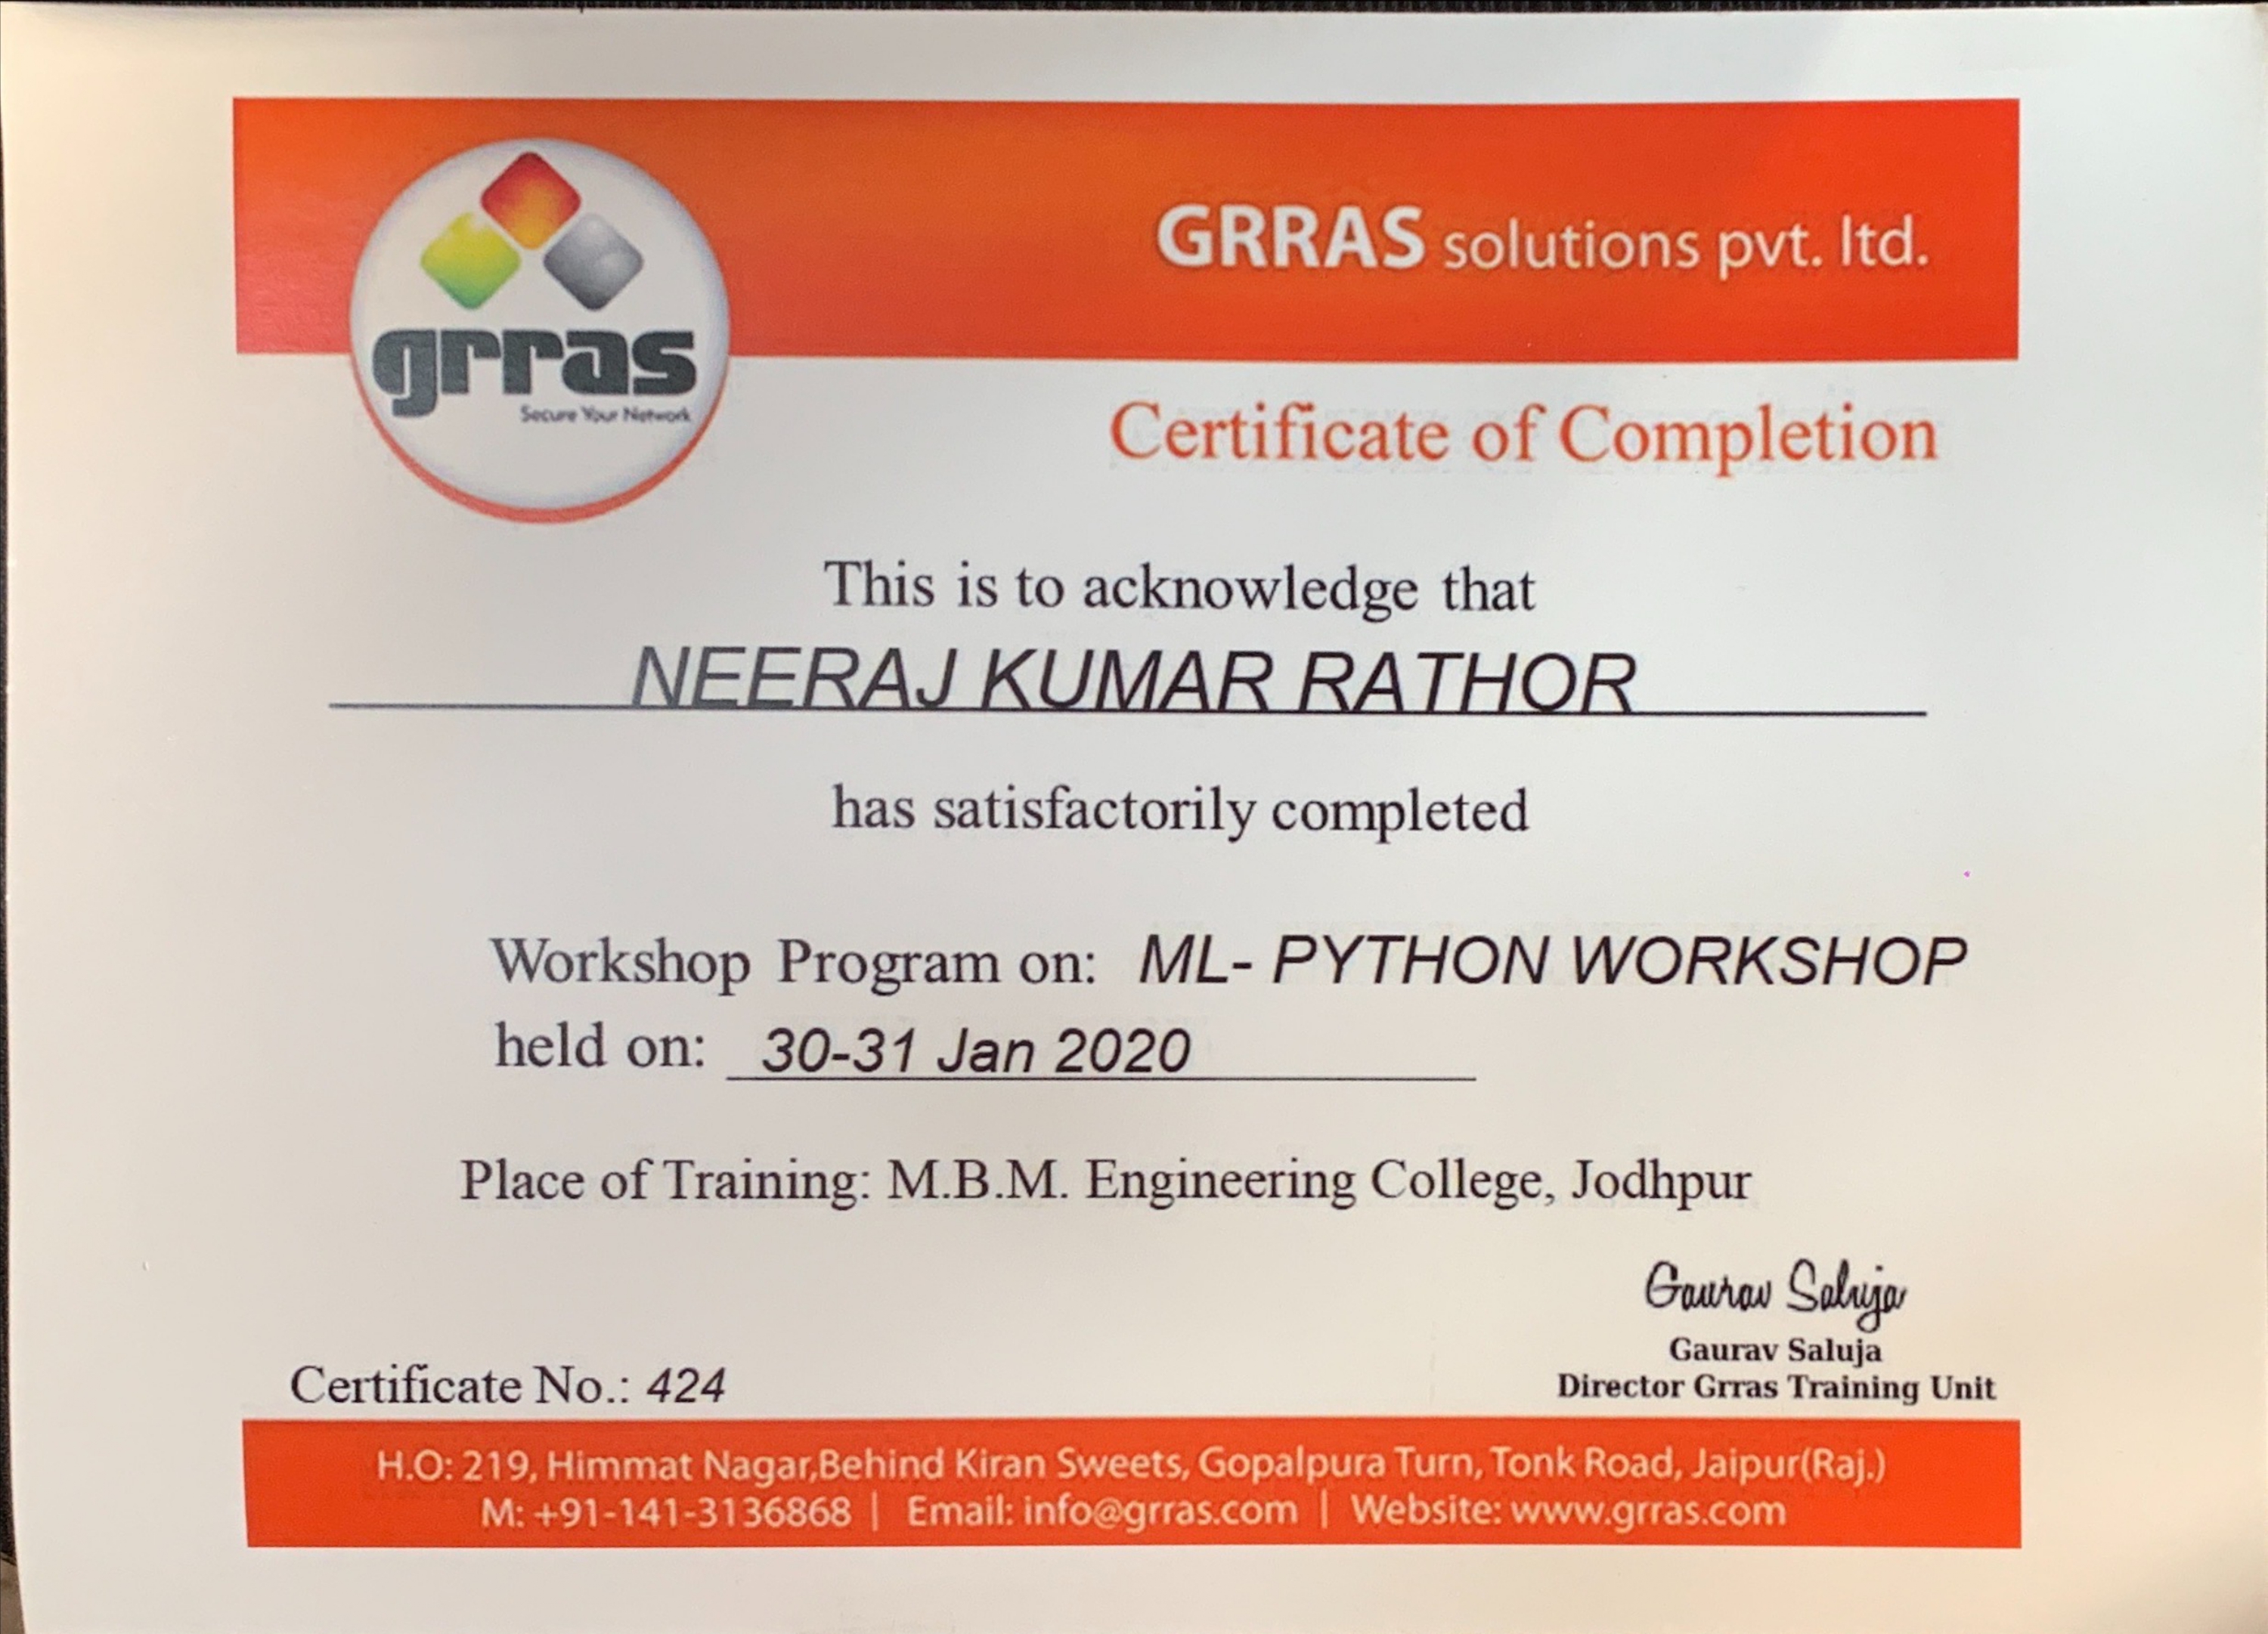 GRRAS solutions pvt. ltd.
grras
Secure Your Network
Certificate of Completion
This is to acknowledge that
NEERAJ KUMAR RATHOR
has satisfactorily completed
Workshop Program on: ML- PYTHON WORKSHOP
held on: 30-31 Jan 2020
Place of Training: M.B.M. Engineering College, Jodhpur
Gaurav Saluja
Gaurav Saluja
Director Grras Training Unit
Certificate No.: 424
H.O: 219, Himmat Nagar,Behind Kiran Sweets, Gopalpura Turn, Tonk Road, Jaipur(Raj.)
M: +91-141-3136868 | Email: info@grras.com | Website: www.grras.com